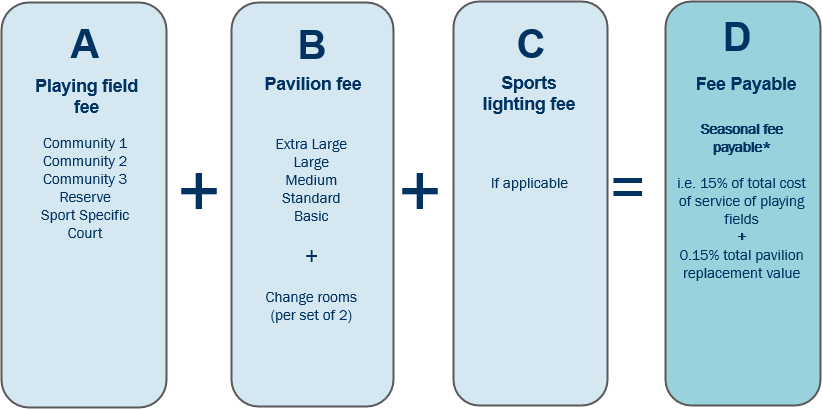 A
Playing field
fee
Community 1
Community 2
Community 3
Reserve
Sport Specific
Court
+
B
Pavilion fee
Extra Large
Large
Medium
Standard
Basic
+
Change rooms
(per set of 2)
+
C
Sports
lighting fee
If applicable
=
D
Fee Payable
Seasonal fee
payable*
i.e. 15% of total cost
of service of playing
fields
+
0.15% total pavilion
replacement value